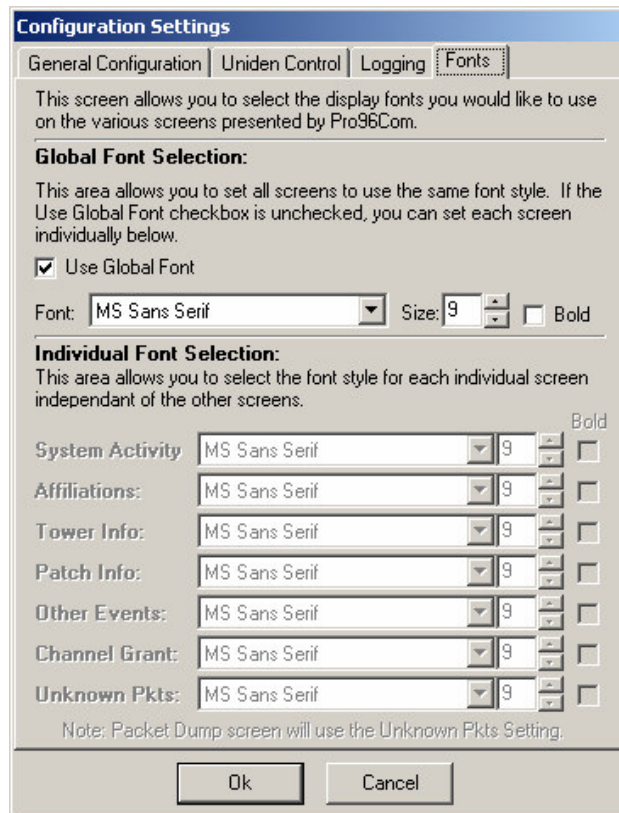 Configuration Settings
General Configuration Uniden Control Logging Fonts
This screen allows you to select the display fonts you would like to use
on the various screens presented by Pro96Com.
Global Font Selection:
This area allows you to set all screens to use the same font style. If the
Use Global Font checkbox is unchecked, you can set each screen
individually below.
Use Global Font
Font: MS Sans Serif Size: 9 Bold
Individual Font Selection:
This area allows you to select the font style for each individual screen
independant of the other screens.
Bold
System Activity MS Sans Serif 9
Affiliations: MS Sans Serif 9
Tower Info: MS Sans Serif 9
Patch Info: MS Sans Serif 9
Other Events: MS Sans Serif 9
Channel Grant: MS Sans Serif 9
Unknown Pkts: MS Sans Serif 9
Note: Packet Dump screen will use the Unknown Pkts Setting.
Ok Cancel